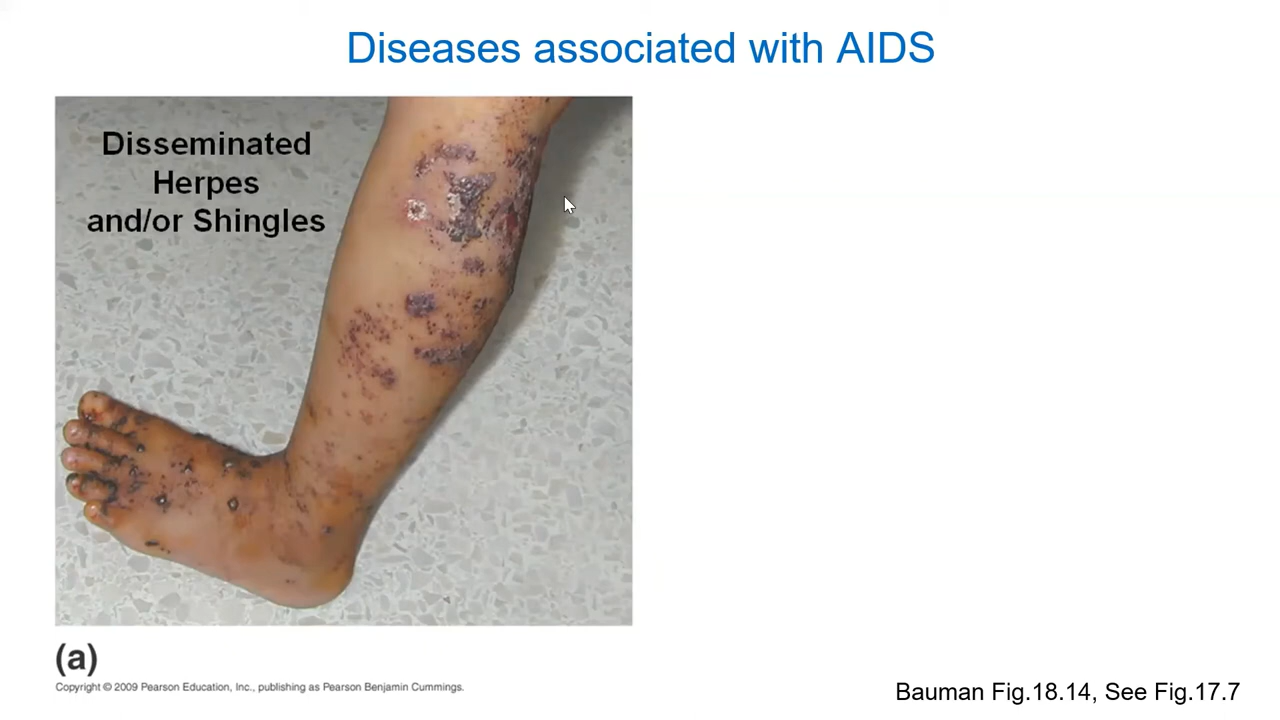 Diseases associated with AIDS
Disseminated
Herpes
and/or Shingles
(a)
Copyright © 2009 Pearson Education, Inc., publishing as Pearson Benjamin Cummings.
Bauman Fig.18.14, See Fig.17.7